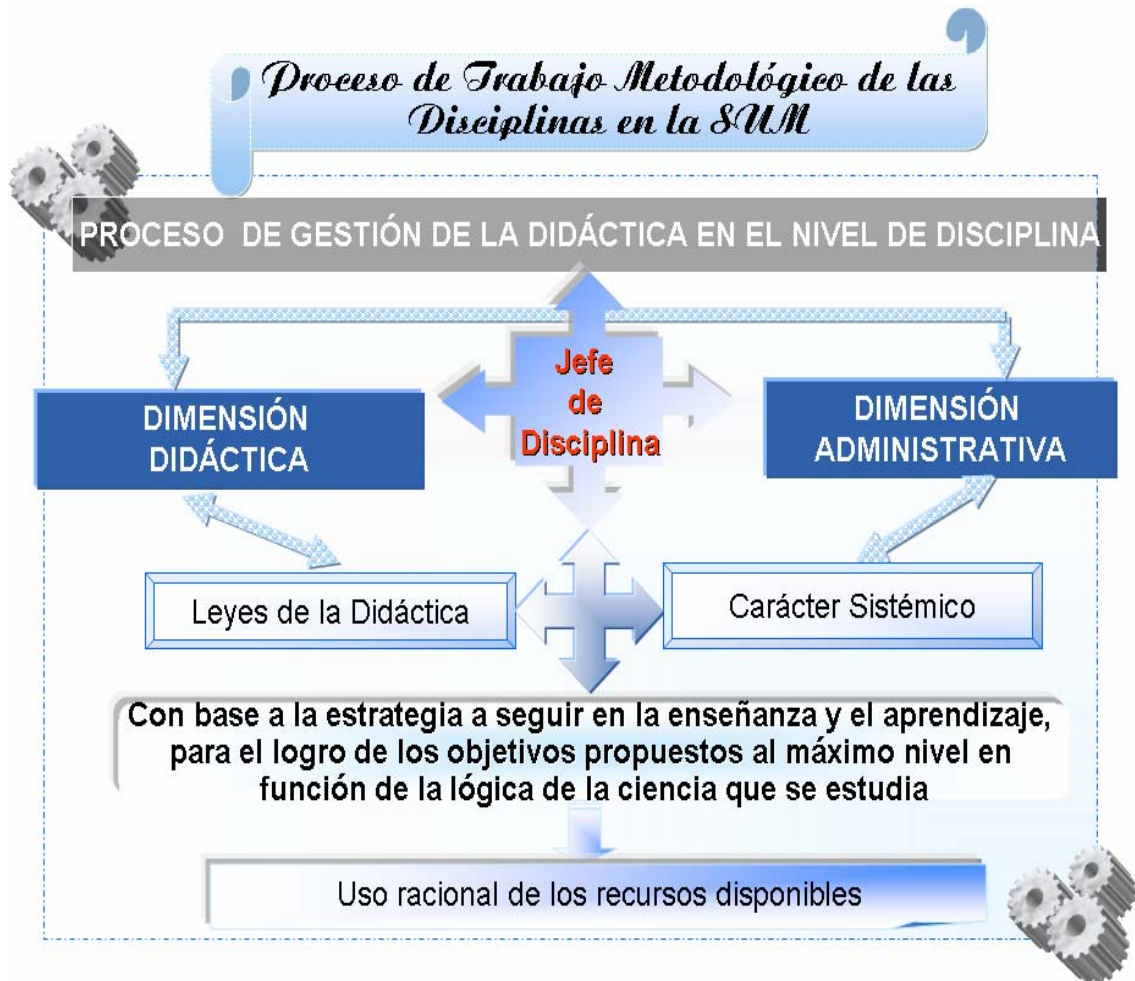 Proceso de Trabajo Metodológico de las
Disciplinas en la SUM
PROCESO DE GESTIÓN DE LA DIDÁCTICA EN EL NIVEL DE DISCIPLINA
Jefe
de
Disciplina
DIMENSIÓN
DIDÁCTICA
DIMENSIÓN
ADMINISTRATIVA
Leyes de la Didáctica
Carácter Sistémico
Con base a la estrategia a seguir en la enseñanza y el aprendizaje,
para el logro de los objetivos propuestos al máximo nivel en
función de la lógica de la ciencia que se estudia
Uso racional de los recursos disponibles